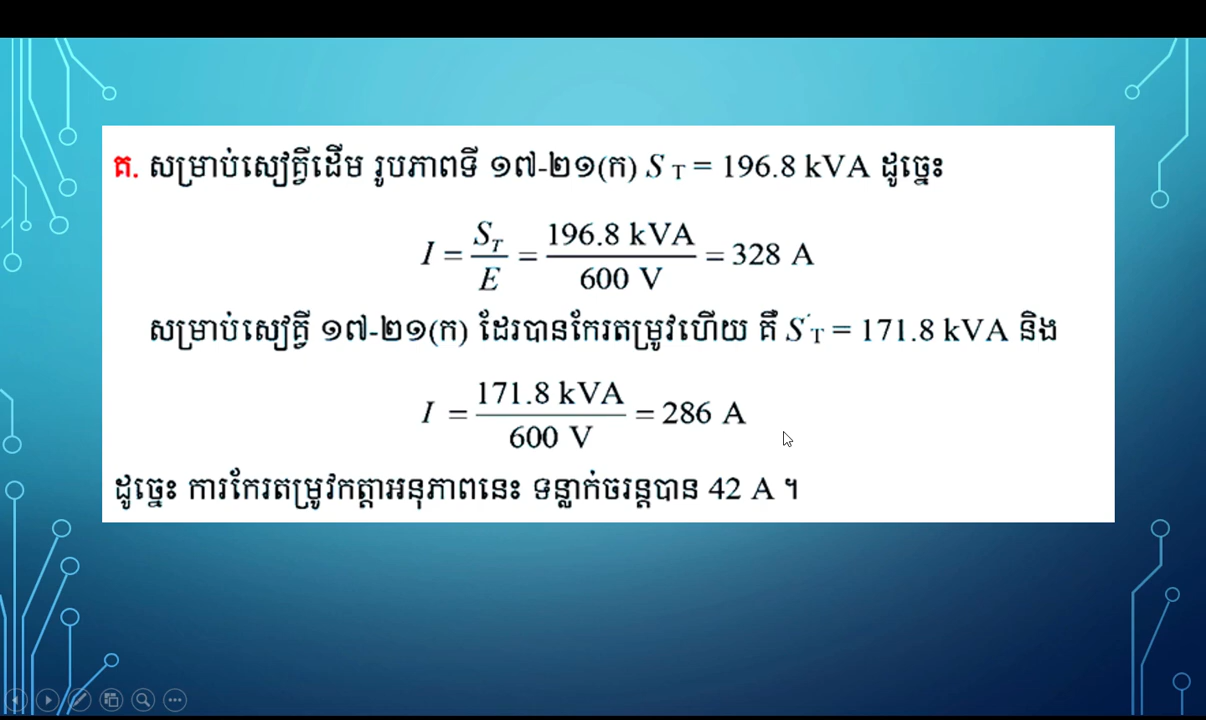 គ. សម្រាប់សៀគ្វីដើម រូបភាពទី ១៧-២១(ក) S T = 196.8 kVA ដូច្នេះ
I = S_T / E = 196.8 kVA / 600 V = 328 A
សម្រាប់សៀគ្វី ១៧-២១(ក) ដែរបានកែរតម្រូវហើយ គឺ S'T = 171.8 kVA និង
I = 171.8 kVA / 600 V = 286 A
ដូច្នេះ ការកែរតម្រូវកត្តាអនុភាពនេះ ទន្លាក់ចរន្តបាន 42 A ។